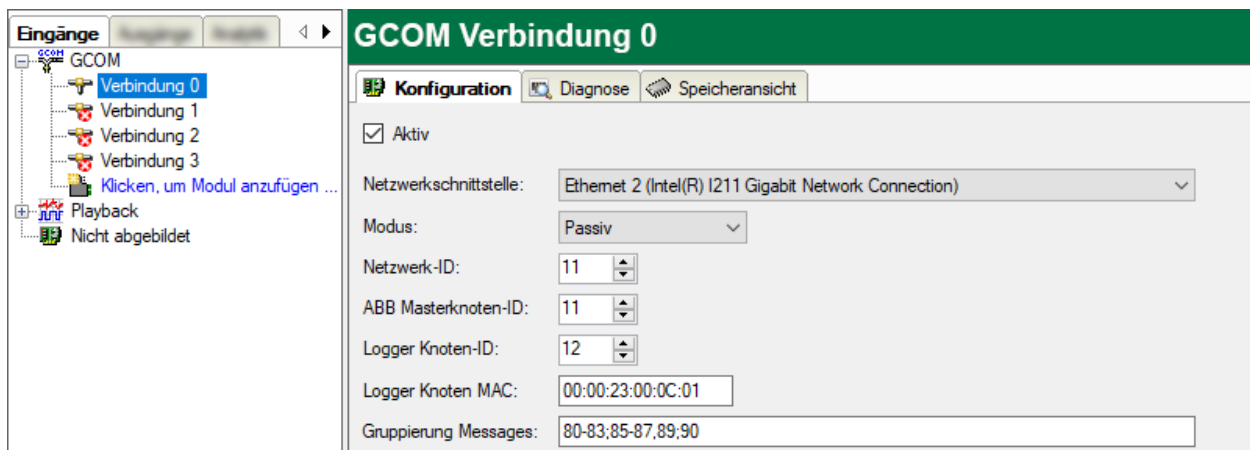 Eingänge
GCOM
GCOM
Verbindung 0
Verbindung 1
Verbindung 2
Verbindung 3
Klicken, um Modul anzufügen ...
Playback
Nicht abgebildet
GCOM Verbindung 0
Konfiguration Diagnose Speicheransicht
Aktiv
Netzwerkschnittstelle: Ethernet 2 (Intel(R) I211 Gigabit Network Connection)
Modus: Passiv
Netzwerk-ID: 11
ABB Masterknoten-ID: 11
Logger Knoten-ID: 12
Logger Knoten MAC: 00:00:23:00:0C:01
Gruppierung Messages: 80-83;85-87,89;90